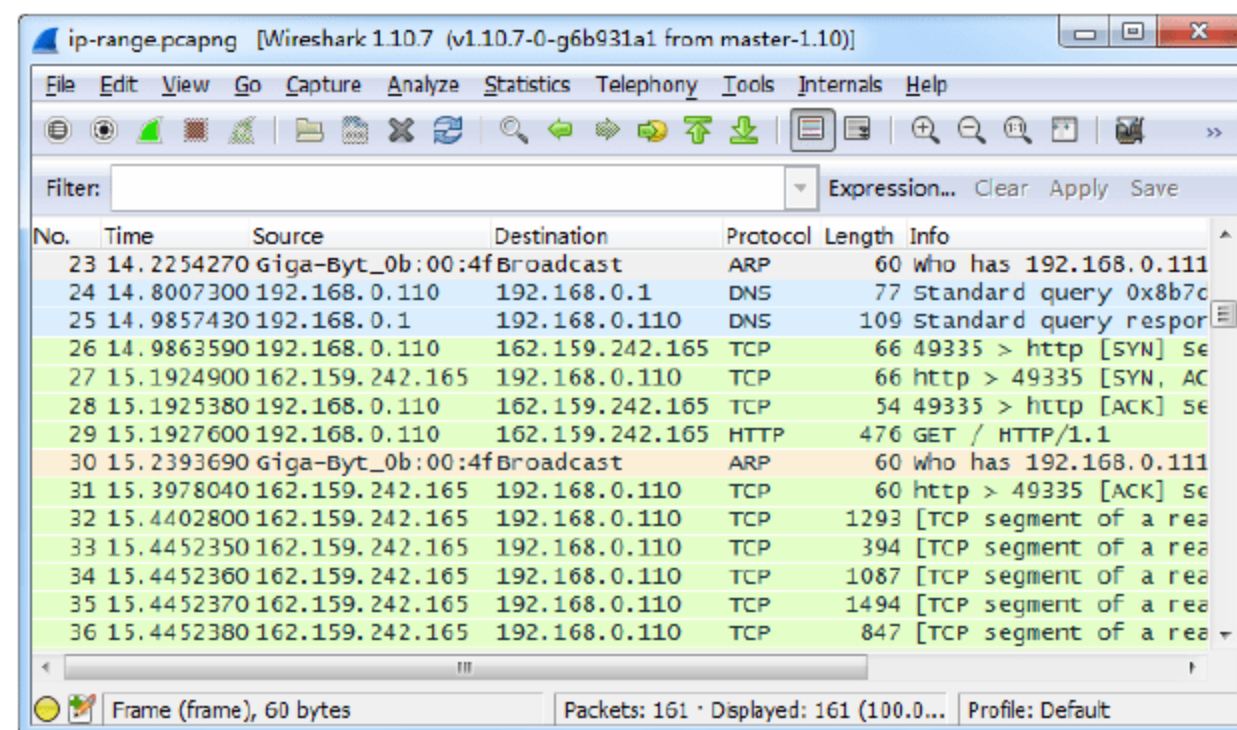 ip-range.pcapng [Wireshark 1.10.7 (v1.10.7-0-g6b931a1 from master-1.10)]
File Edit View Go Capture Analyze Statistics Telephony Tools Internals Help
Filter: Expression... Clear Apply Save
No. Time Source Destination Protocol Length Info
23 14.2254270 Giga-Byt_0b:00:4f Broadcast ARP 60 Who has 192.168.0.111
24 14.8007300 192.168.0.110 192.168.0.1 DNS 77 Standard query 0x8b7c
25 14.9857430 192.168.0.1 192.168.0.110 DNS 109 Standard query respor
26 14.9863590 192.168.0.110 162.159.242.165 TCP 66 49335 > http [SYN] Se
27 15.1924900 162.159.242.165 192.168.0.110 TCP 66 http > 49335 [SYN, AC
28 15.1925380 192.168.0.110 162.159.242.165 TCP 54 49335 > http [ACK] Se
29 15.1927600 192.168.0.110 162.159.242.165 HTTP 476 GET / HTTP/1.1
30 15.2393690 Giga-Byt_0b:00:4f Broadcast ARP 60 Who has 192.168.0.111
31 15.3978040 162.159.242.165 192.168.0.110 TCP 60 http > 49335 [ACK] Se
32 15.4402800 162.159.242.165 192.168.0.110 TCP 1293 [TCP segment of a rea
33 15.4452350 162.159.242.165 192.168.0.110 TCP 394 [TCP segment of a rea
34 15.4452360 162.159.242.165 192.168.0.110 TCP 1087 [TCP segment of a rea
35 15.4452370 162.159.242.165 192.168.0.110 TCP 1494 [TCP segment of a rea
36 15.4452380 162.159.242.165 192.168.0.110 TCP 847 [TCP segment of a rea
Frame (frame), 60 bytes Packets: 161 · Displayed: 161 (100.0... Profile: Default